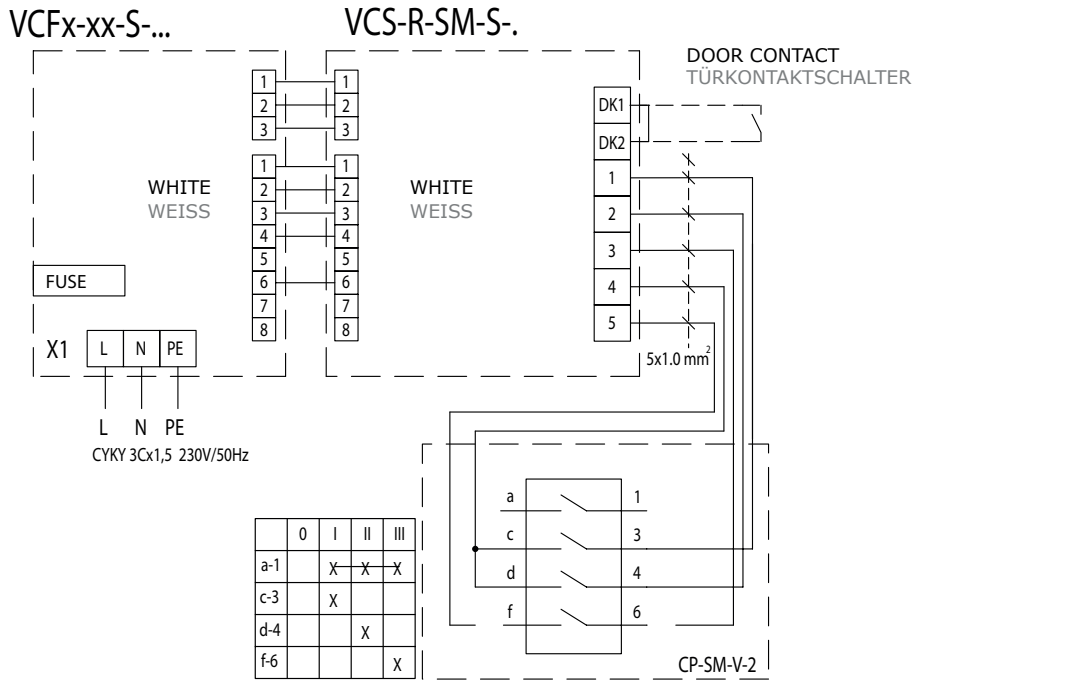 VCFx-xx-S-...
VCS-R-SM-S-.
DOOR CONTACT
TÜRKONTAKTSCHALTER
1
2
3
1
2
3
4
5
6
7
8
1
2
3
1
2
3
4
5
6
7
8
WHITE
WEISS
WHITE
WEISS
DK1
DK2
1
2
3
4
5
FUSE
X1
L
N
PE
L
N
PE
CYKY 3Cx1,5 230V/50Hz
5x1.0 mm²
a
1
c
3
d
4
f
6
CP-SM-V-2
0 I II III
a-1 X X X
c-3 X
d-4 X
f-6 X